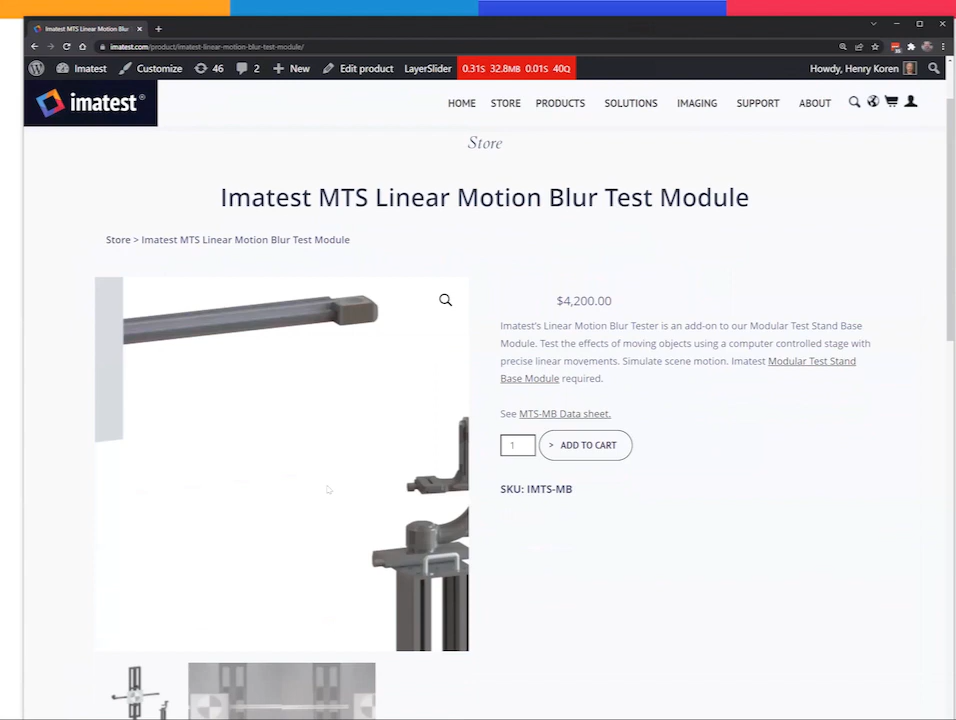 Imatest MTS Linear Motion Blu
imatest.com/product/imatest-linear-motion-blur-test-module/
Imatest Customize 46 2 New Edit product LayerSlider 0.31S 32.8MB 0.01S 40Q Howdy, Henry Koren
imatest®
HOME STORE PRODUCTS SOLUTIONS IMAGING SUPPORT ABOUT
Store
Imatest MTS Linear Motion Blur Test Module
Store > Imatest MTS Linear Motion Blur Test Module
$4,200.00
Imatest's Linear Motion Blur Tester is an add-on to our Modular Test Stand Base
Module. Test the effects of moving objects using a computer controlled stage with
precise linear movements. Simulate scene motion. Imatest Modular Test Stand
Base Module required.
See MTS-MB Data sheet.
1 > ADD TO CART
SKU: IMTS-MB